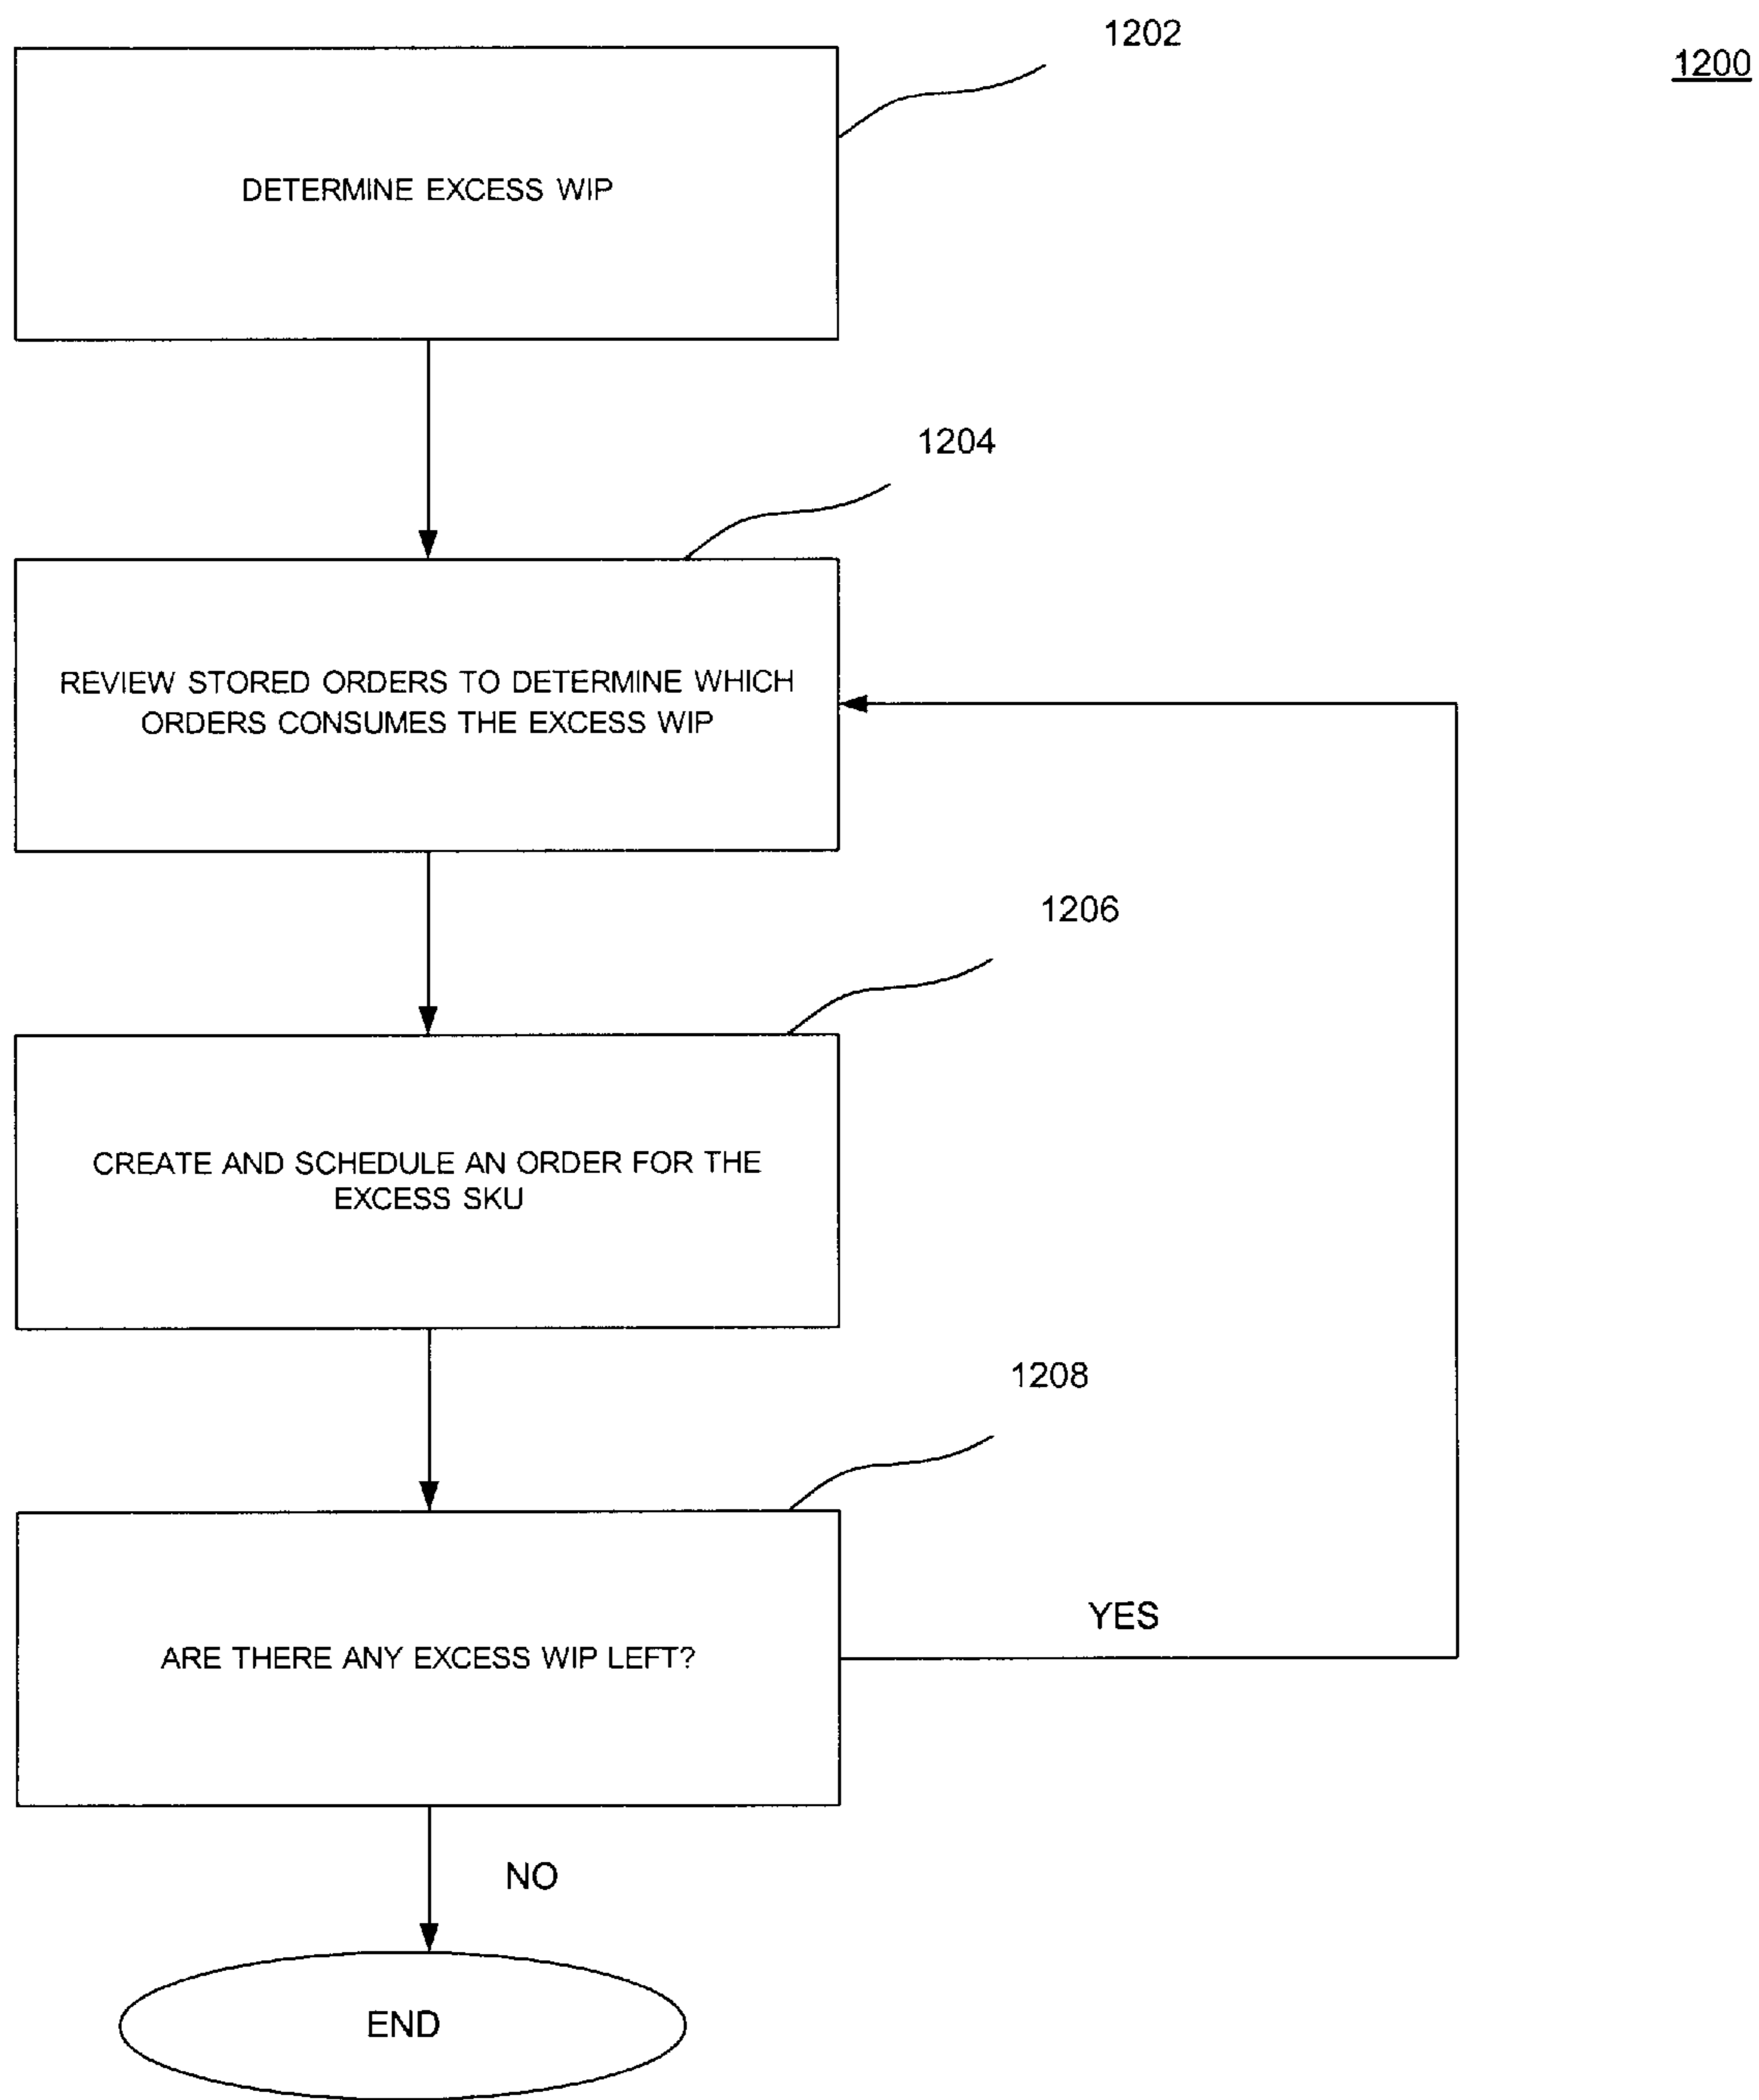 1202
1200
DETERMINE EXCESS WIP
1204
REVIEW STORED ORDERS TO DETERMINE WHICH
ORDERS CONSUMES THE EXCESS WIP
1206
CREATE AND SCHEDULE AN ORDER FOR THE
EXCESS SKU
1208
YES
ARE THERE ANY EXCESS WIP LEFT?
NO
END